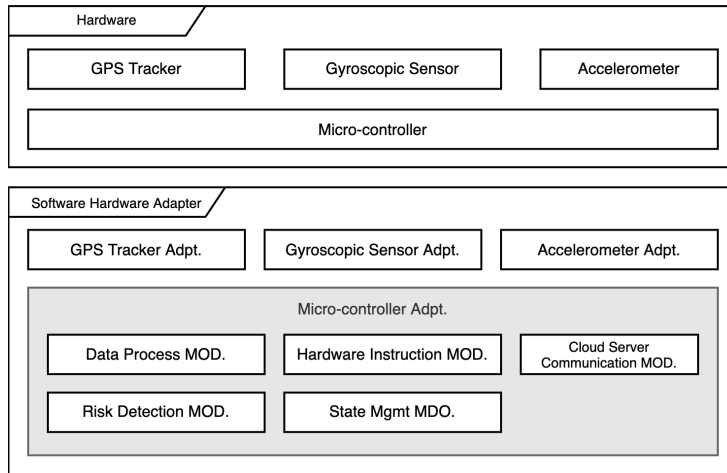 Hardware
GPS Tracker
Gyroscopic Sensor
Accelerometer
Micro-controller
Software Hardware Adapter
GPS Tracker Adpt.
Gyroscopic Sensor Adpt.
Accelerometer Adpt.
Micro-controller Adpt.
Data Process MOD.
Hardware Instruction MOD.
Cloud Server
Communication MOD.
Risk Detection MOD.
State Mgmt MDO.